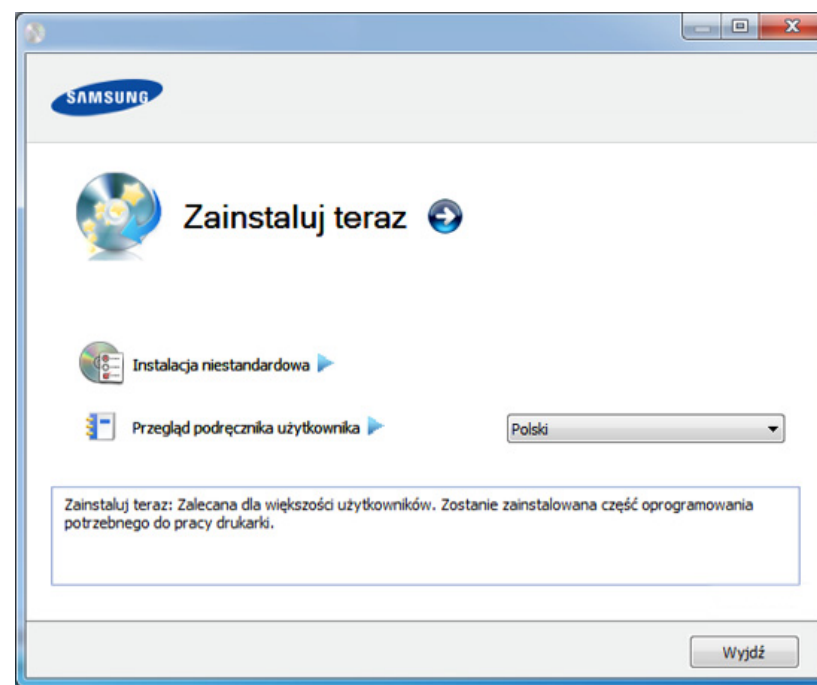 SAMSUNG
Zainstaluj teraz
Instalacja niestandardowa
Przegląd podręcznika użytkownika
Polski
Zainstaluj teraz: Zalecana dla większości użytkowników. Zostanie zainstalowana część oprogramowania
potrzebnego do pracy drukarki.
Wyjdź